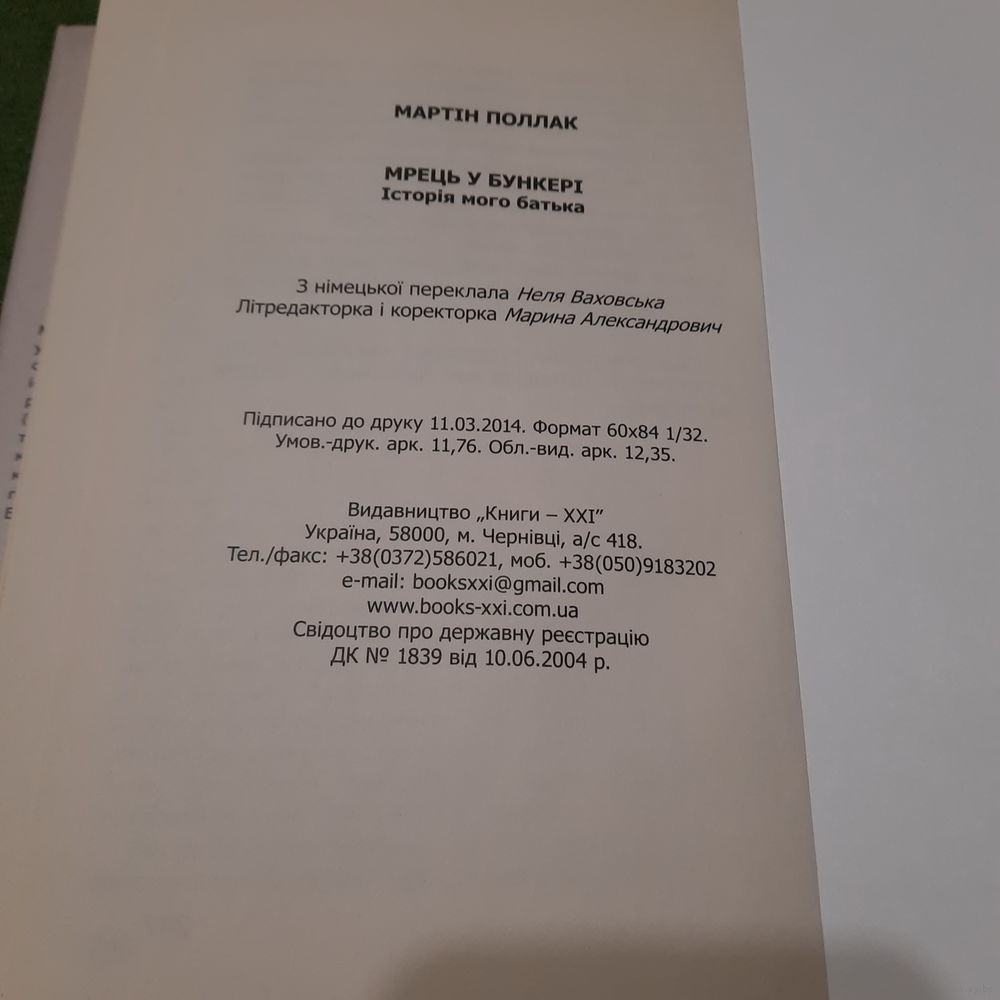 МАРТІН ПОЛЛАК
МРЕЦЬ У БУНКЕРІ
Історія мого батька
З німецької переклала Неля Ваховська
Літредакторка і коректорка Марина Александрович
Підписано до друку 11.03.2014. Формат 60х84 1/32.
Умов.-друк. арк. 11,76. Обл.-вид. арк. 12,35.
Видавництво „Книги – ХХІ”
Україна, 58000, м. Чернівці, а/с 418.
Тел./факс: +38(0372)586021, моб. +38(050)9183202
e-mail: booksxxi@gmail.com
www.books-xxi.com.ua
Свідоцтво про державну реєстрацію
ДК № 1839 від 10.06.2004 р.